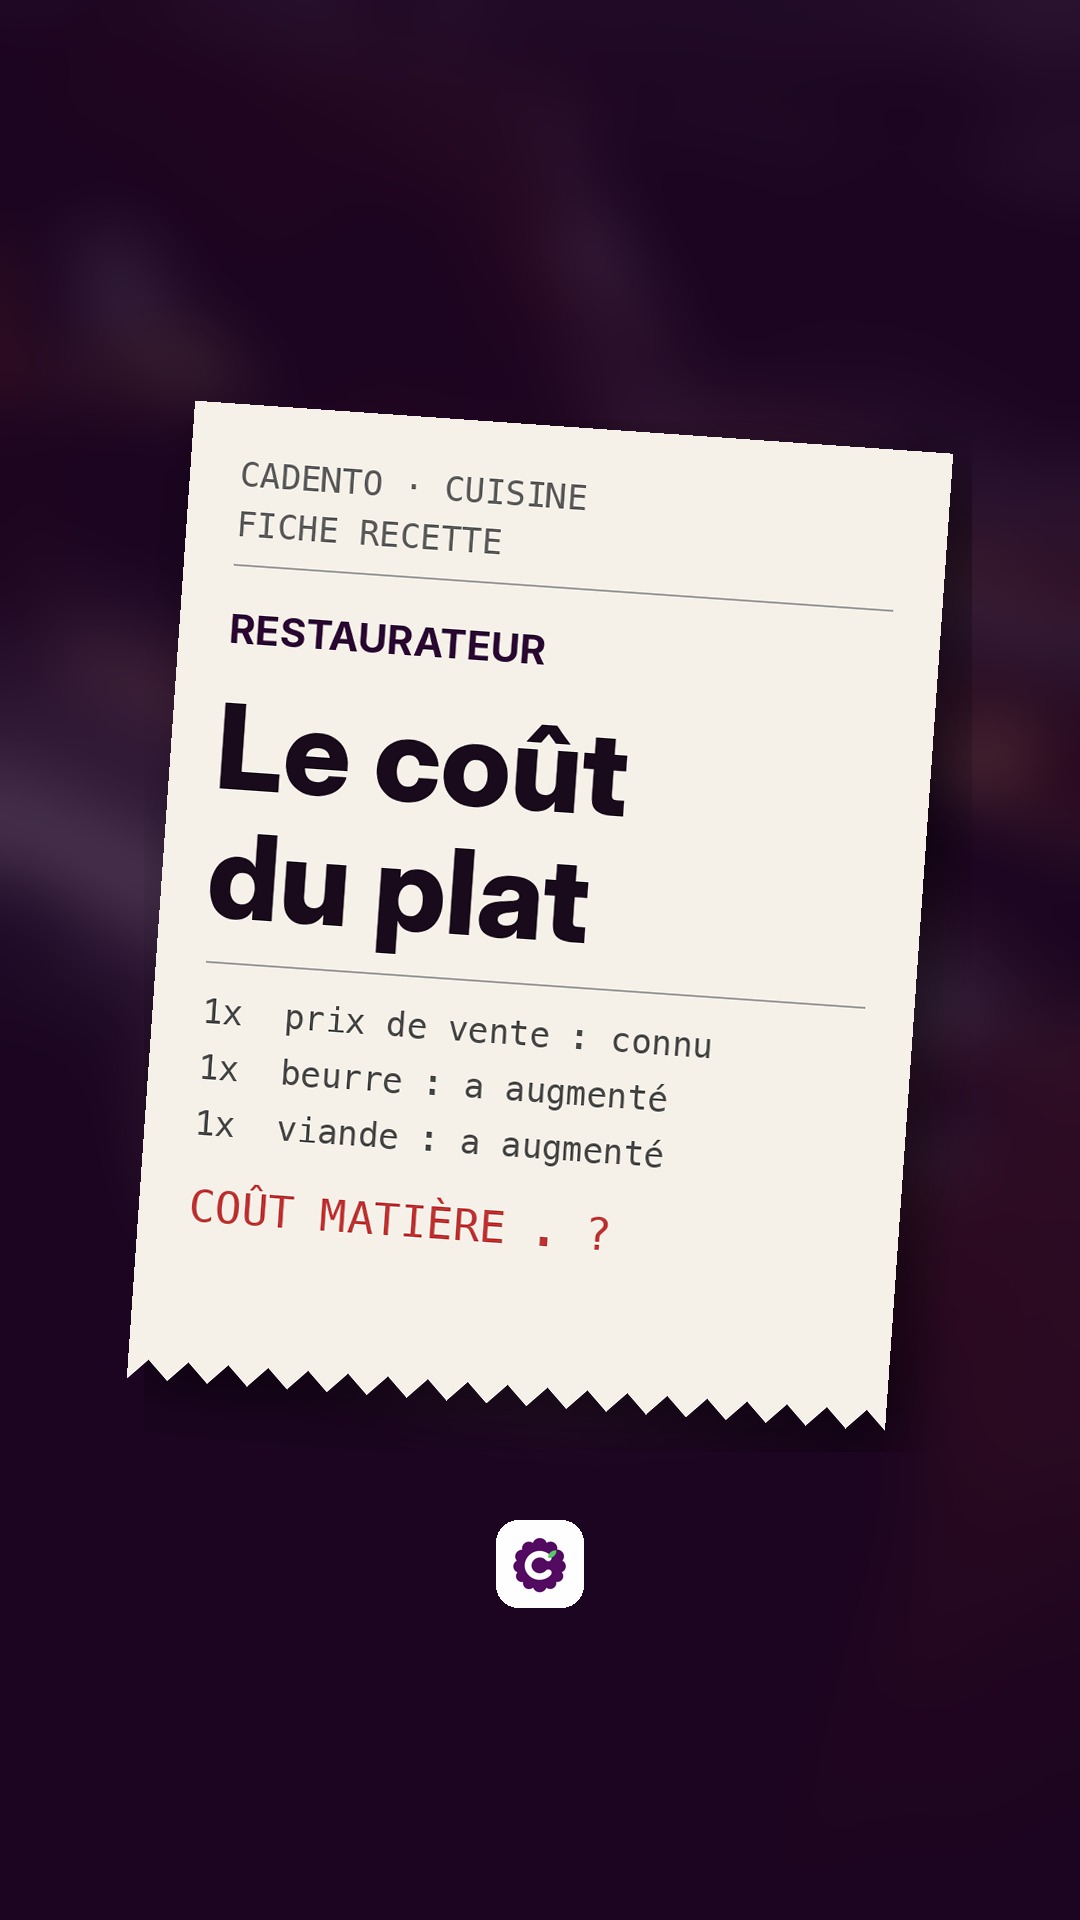 CADENTO · CUISINE
FICHE RECETTE
RESTAURATEUR
Le coût
du plat
1x prix de vente : connu
1x beurre : a augmenté
1x viande : a augmenté
COÛT MATIÈRE . ?